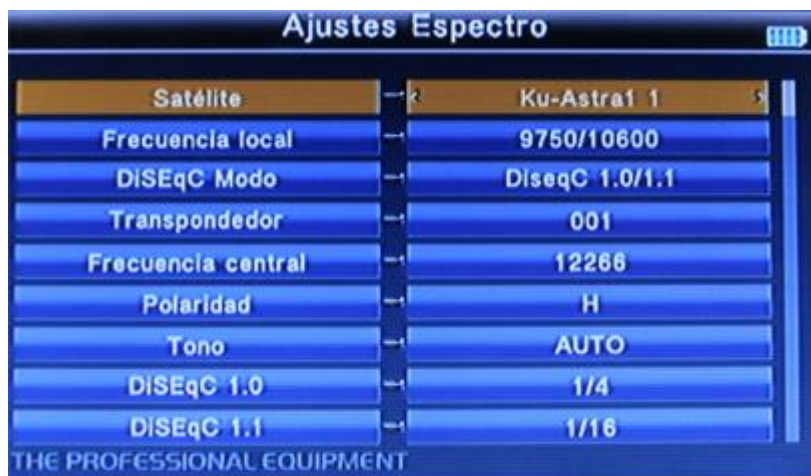 Ajustes Espectro
Satélite Ku-Astra1 1
Frecuencia local 9750/10600
DiSEqC Modo DiseqC 1.0/1.1
Transpondedor 001
Frecuencia central 12266
Polaridad H
Tono AUTO
DiSEqC 1.0 1/4
DiSEqC 1.1 1/16
THE PROFESSIONAL EQUIPMENT